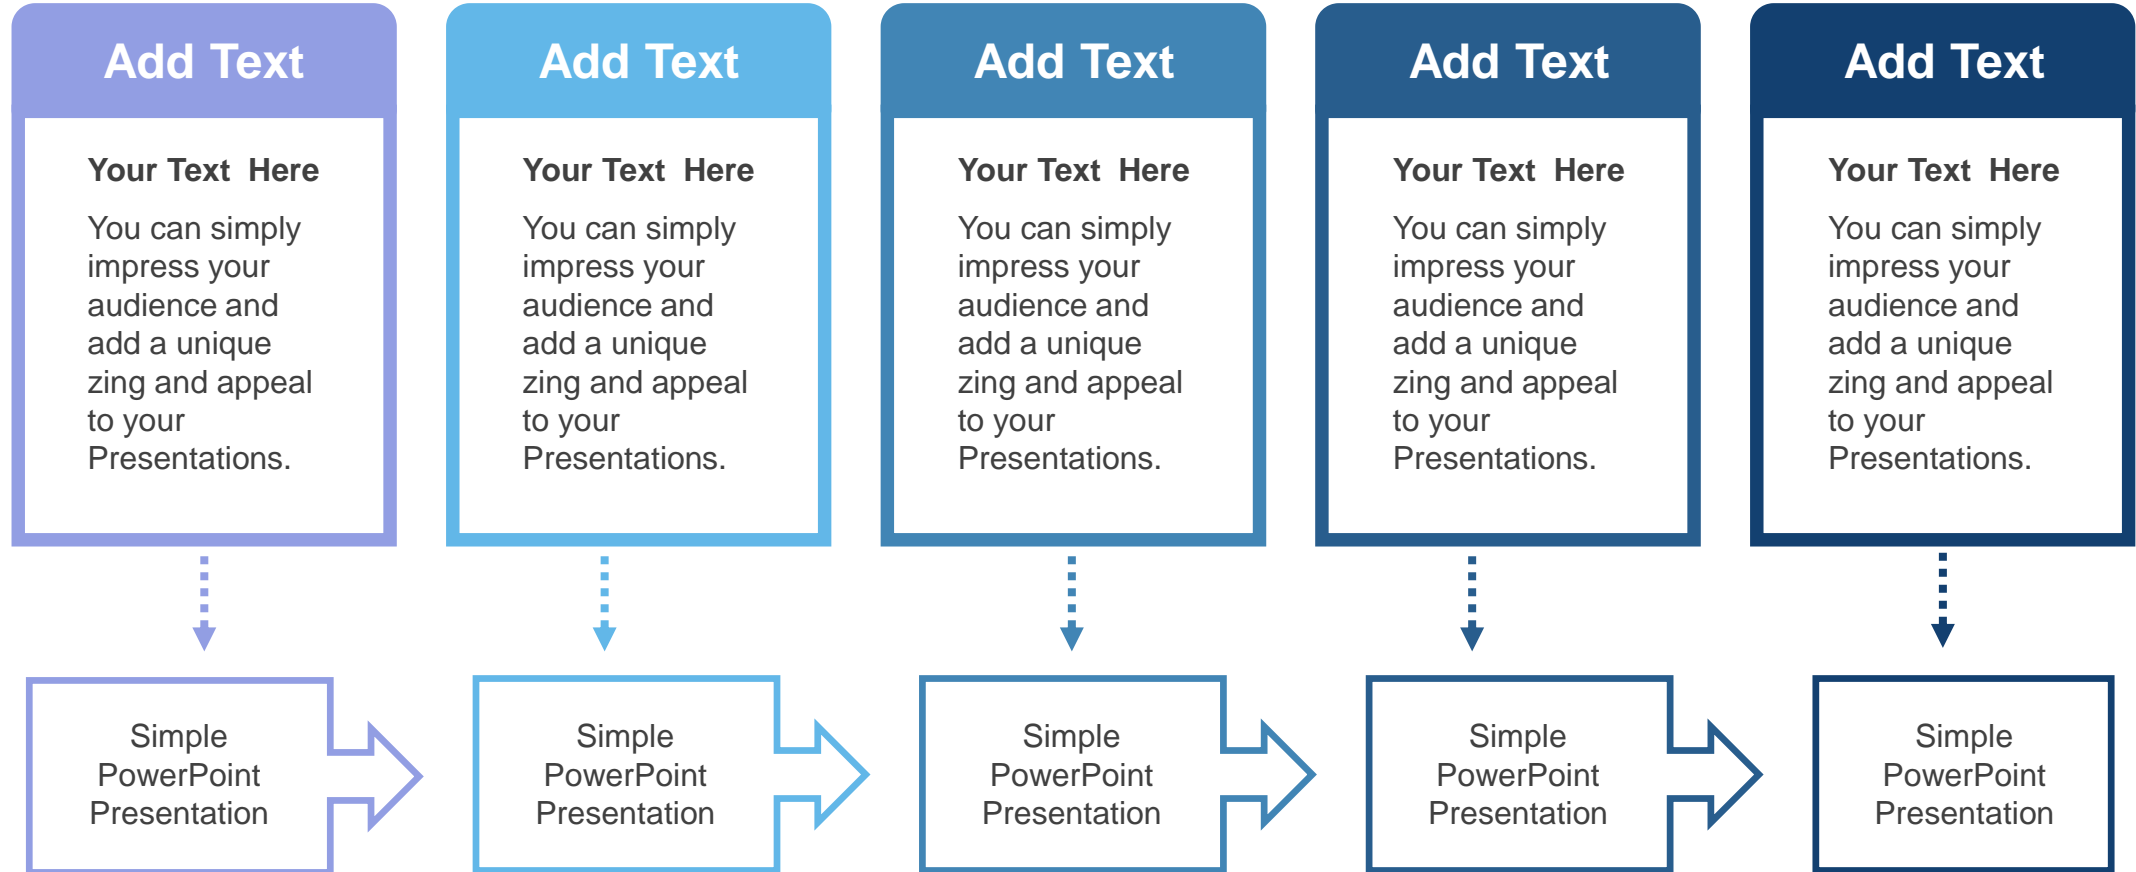 Add Text
Your Text  Here
You can simply
impress your
audience and
add a unique
zing and appeal
to your
Presentations.
Add Text
Your Text  Here
You can simply
impress your
audience and
add a unique
zing and appeal
to your
Presentations.
Add Text
Your Text  Here
You can simply
impress your
audience and
add a unique
zing and appeal
to your
Presentations.
Add Text
Your Text  Here
You can simply
impress your
audience and
add a unique
zing and appeal
to your
Presentations.
Add Text
Your Text  Here
You can simply
impress your
audience and
add a unique
zing and appeal
to your
Presentations.
Simple
PowerPoint
Presentation
Simple
PowerPoint
Presentation
Simple
PowerPoint
Presentation
Simple
PowerPoint
Presentation
Simple
PowerPoint
Presentation